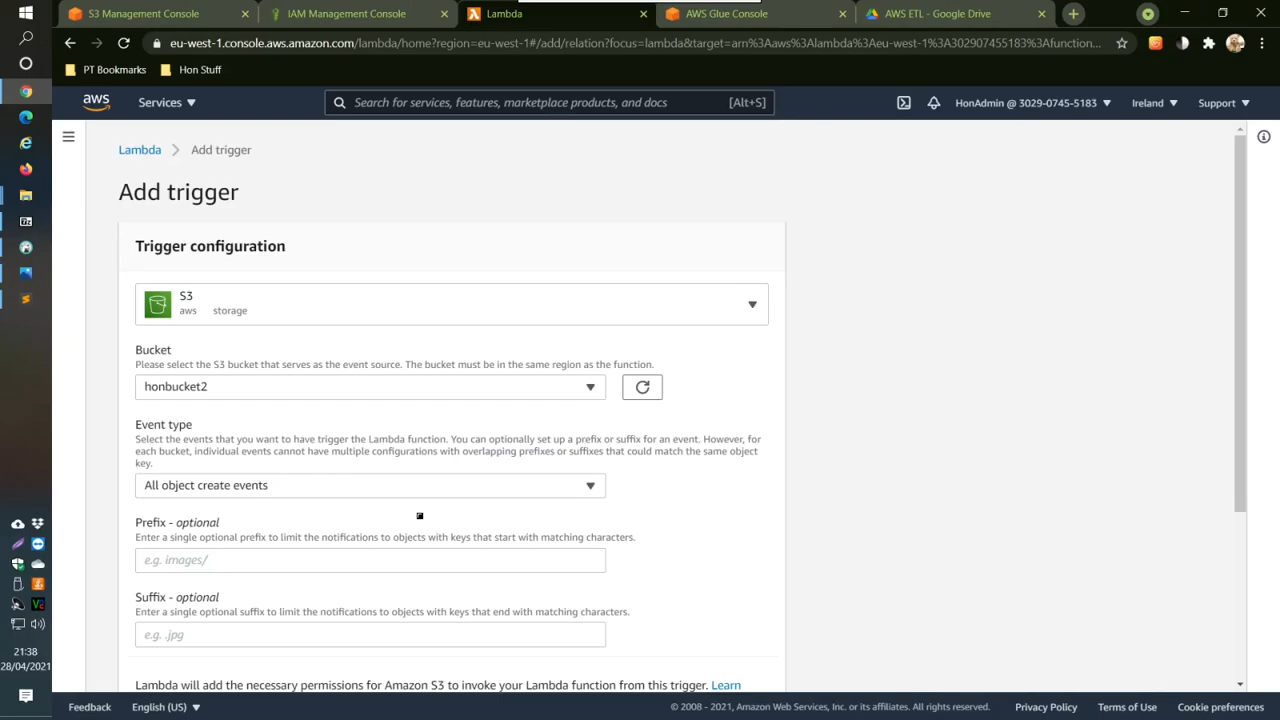 S3 Management Console
IAM Management Console
Lambda
AWS Glue Console
AWS ETL - Google Drive
eu-west-1.console.aws.amazon.com/lambda/home?region=eu-west-1#/add/relation?focus=lambda&target=arn%3Aaws%3Alambda%3Aeu-west-1%3A302907455183%3Afunction...
PT Bookmarks
Hon Stuff
aws
Services
Search for services, features, marketplace products, and docs
[Alt+S]
HonAdmin @ 3029-0745-5183
Ireland
Support
Lambda
Add trigger
Add trigger
Trigger configuration
S3
aws storage
Bucket
Please select the S3 bucket that serves as the event source. The bucket must be in the same region as the function.
honbucket2
Event type
Select the events that you want to have trigger the Lambda function. You can optionally set up a prefix or suffix for an event. However, for
each bucket, individual events cannot have multiple configurations with overlapping prefixes or suffixes that could match the same object
key.
All object create events
Prefix - optional
Enter a single optional prefix to limit the notifications to objects with keys that start with matching characters.
e.g. images/
Suffix - optional
Enter a single optional suffix to limit the notifications to objects with keys that end with matching characters.
e.g. .jpg
Lambda will add the necessary permissions for Amazon S3 to invoke your Lambda function from this trigger. Learn
21:38
28/04/2021
Feedback
English (US)
© 2008 - 2021, Amazon Web Services, Inc. or its affiliates. All rights reserved.
Privacy Policy
Terms of Use
Cookie preferences